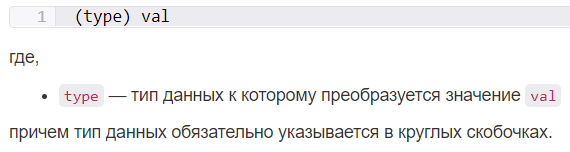 1 (type) val
где,
• type — тип данных к которому преобразуется значение val
причем тип данных обязательно указывается в круглых скобочках.